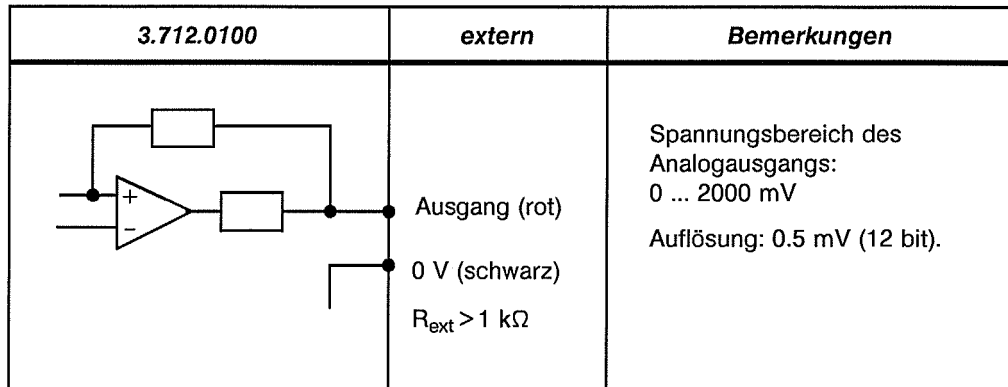 3.712.0100
extern
Bemerkungen
+
−
Ausgang (rot)
0 V (schwarz)
Rext > 1 kΩ
Spannungsbereich des
Analogausgangs:
0 ... 2000 mV
Auflösung: 0.5 mV (12 bit).